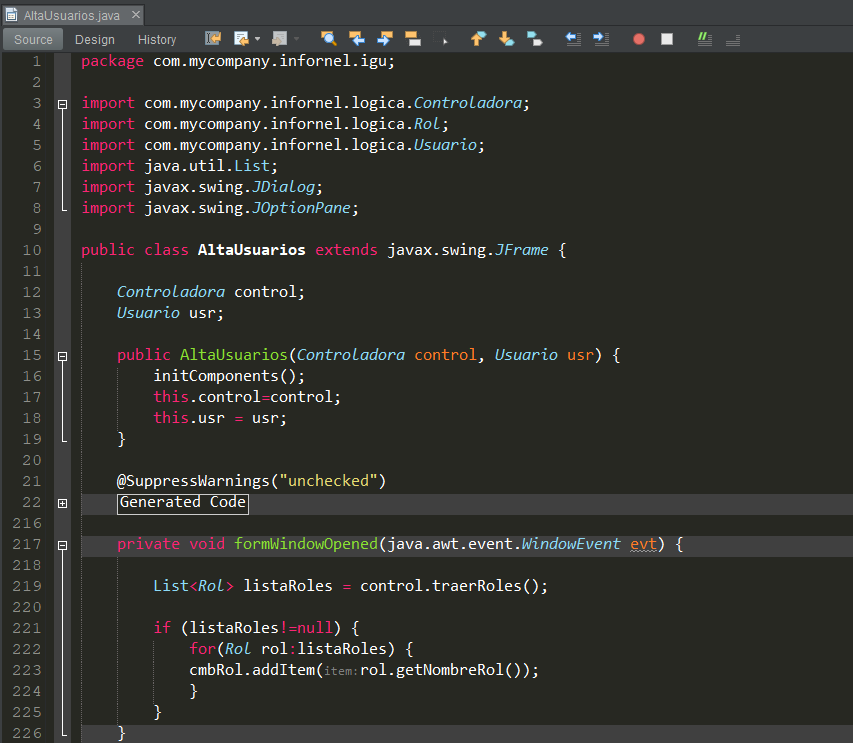 AltaUsuarios.java
Source Design History
1 package com.mycompany.infornel.igu;
2
3 import com.mycompany.infornel.logica.Controladora;
4 import com.mycompany.infornel.logica.Rol;
5 import com.mycompany.infornel.logica.Usuario;
6 import java.util.List;
7 import javax.swing.JDialog;
8 import javax.swing.JOptionPane;
9
10 public class AltaUsuarios extends javax.swing.JFrame {
11
12 Controladora control;
13 Usuario usr;
14
15 public AltaUsuarios(Controladora control, Usuario usr) {
16 initComponents();
17 this.control=control;
18 this.usr = usr;
19 }
20
21 @SuppressWarnings("unchecked")
22 Generated Code
216
217 private void formWindowOpened(java.awt.event.WindowEvent evt) {
218
219 List<Rol> listaRoles = control.traerRoles();
220
221 if (listaRoles!=null) {
222 for(Rol rol:listaRoles) {
223 cmbRol.addItem(item:rol.getNombreRol());
224 }
225 }
226 }